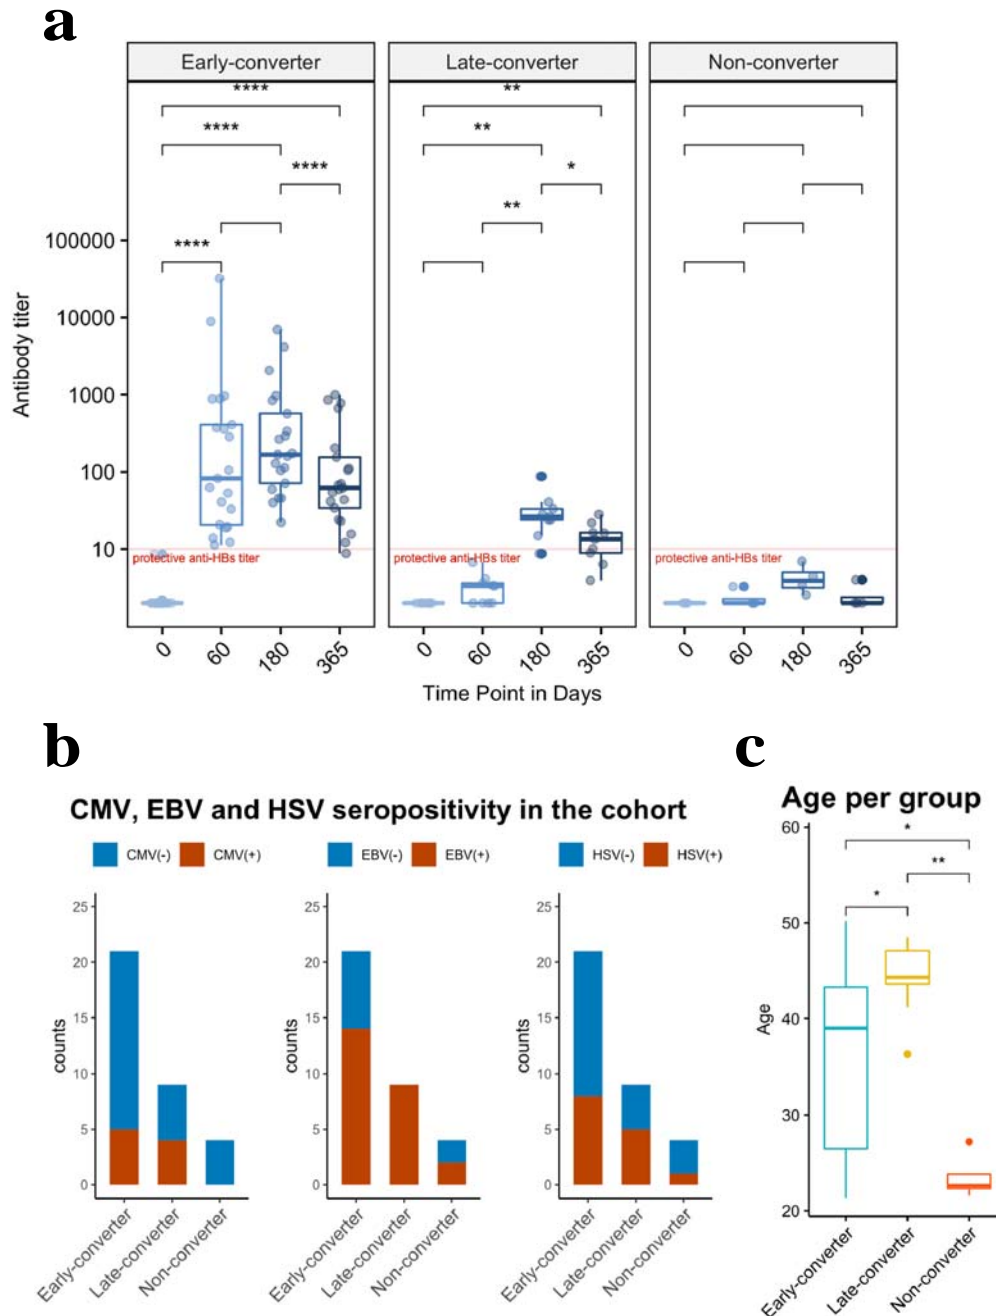 a
Early-converter
Late-converter
Non-converter
**** **** **** ****
** ** * **
Antibody titer
100000
10000
1000
100
10
protective anti-HBs titer
protective anti-HBs titer
protective anti-HBs titer
0 60 180 365
0 60 180 365
0 60 180 365
Time Point in Days
b
CMV, EBV and HSV seropositivity in the cohort
CMV(-) CMV(+)
counts
25
20
15
10
5
0
Early-converter
Late-converter
Non-converter
EBV(-) EBV(+)
counts
25
20
15
10
5
0
Early-converter
Late-converter
Non-converter
HSV(-) HSV(+)
counts
25
20
15
10
5
0
Early-converter
Late-converter
Non-converter
c
Age per group
Age
60
50
40
30
20
* ** *
Early-converter
Late-converter
Non-converter